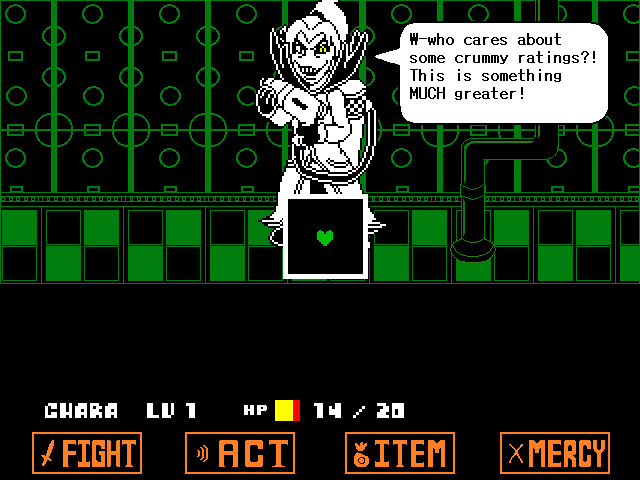 W-who cares about
some crummy ratings?!
This is something
MUCH greater!
CHARA LV 1 HP 14 / 20
FIGHT ACT ITEM MERCY